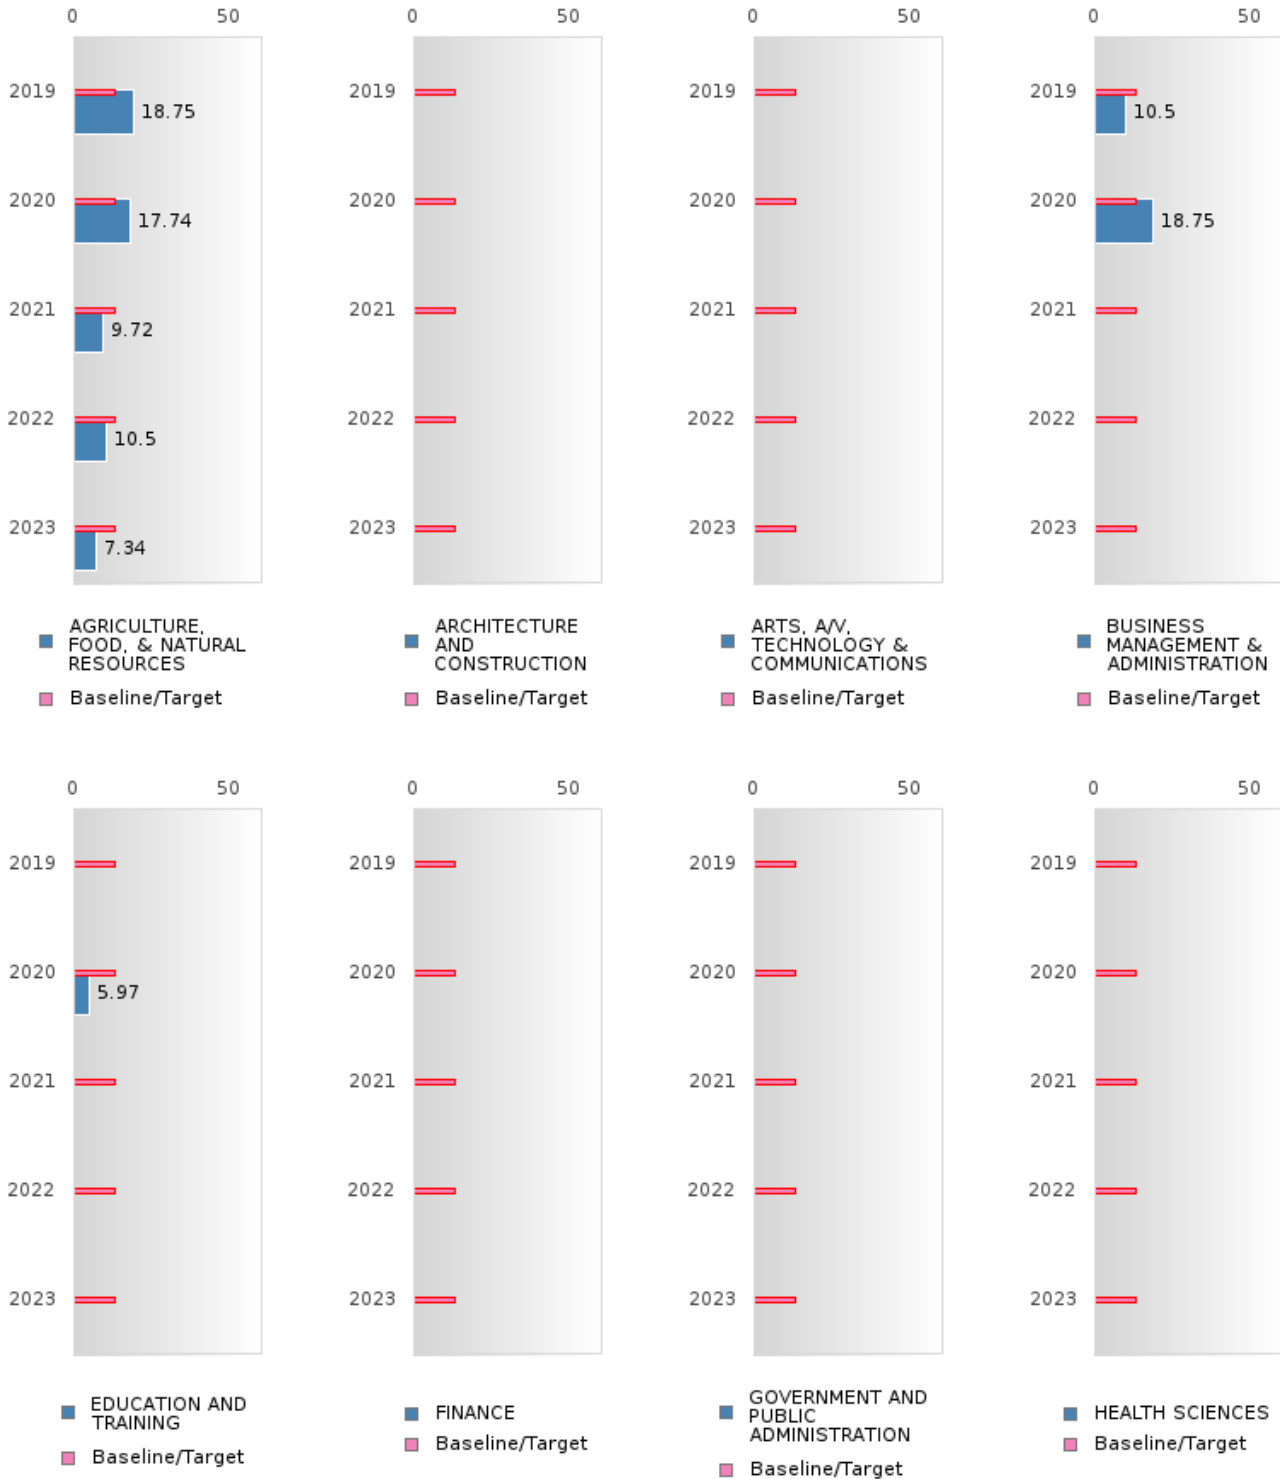 0 50
2019
18.75
2020
17.74
2021
9.72
2022
10.5
2023
7.34
AGRICULTURE,
FOOD, & NATURAL
RESOURCES
Baseline/Target
0 50
2019
2020
2021
2022
2023
ARCHITECTURE
AND
CONSTRUCTION
Baseline/Target
0 50
2019
2020
2021
2022
2023
ARTS, A/V,
TECHNOLOGY &
COMMUNICATIONS
Baseline/Target
0 50
2019
10.5
2020
18.75
2021
2022
2023
BUSINESS
MANAGEMENT &
ADMINISTRATION
Baseline/Target
0 50
2019
2020
5.97
2021
2022
2023
EDUCATION AND
TRAINING
Baseline/Target
0 50
2019
2020
2021
2022
2023
FINANCE
Baseline/Target
0 50
2019
2020
2021
2022
2023
GOVERNMENT AND
PUBLIC
ADMINISTRATION
Baseline/Target
0 50
2019
2020
2021
2022
2023
HEALTH SCIENCES
Baseline/Target